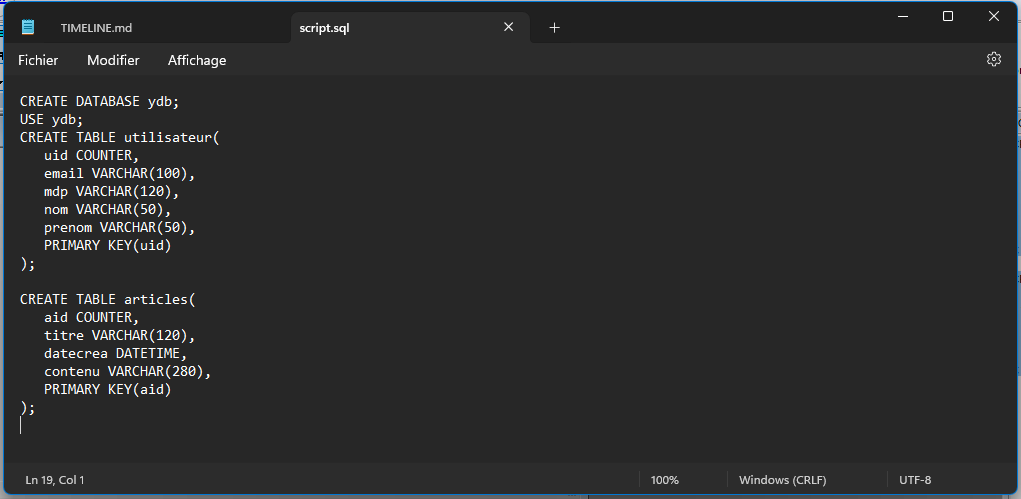 TIMELINE.md script.sql
Fichier Modifier Affichage
CREATE DATABASE ydb;
USE ydb;
CREATE TABLE utilisateur(
   uid COUNTER,
   email VARCHAR(100),
   mdp VARCHAR(120),
   nom VARCHAR(50),
   prenom VARCHAR(50),
   PRIMARY KEY(uid)
);

CREATE TABLE articles(
   aid COUNTER,
   titre VARCHAR(120),
   datecrea DATETIME,
   contenu VARCHAR(280),
   PRIMARY KEY(aid)
);
Ln 19, Col 1 100% Windows (CRLF) UTF-8